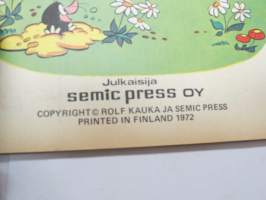 Julkaisija
semic press OY
COPYRIGHT © ROLF KAUKA JA SEMIC PRESS
PRINTED IN FINLAND 1972